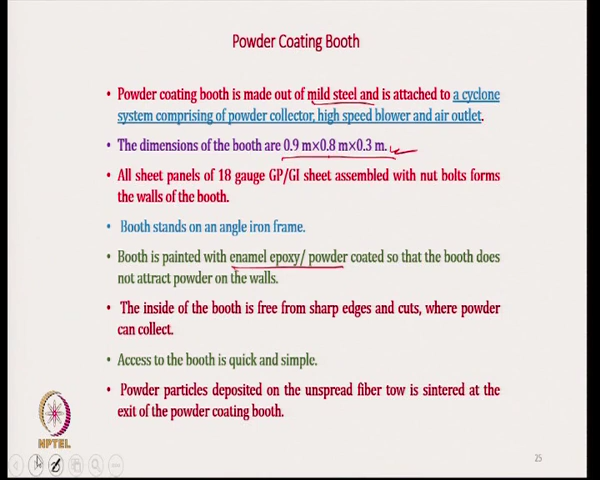 Powder Coating Booth
• Powder coating booth is made out of mild steel and is attached to a cyclone
system comprising of powder collector, high speed blower and air outlet.
• The dimensions of the booth are 0.9 m×0.8 m×0.3 m.
• All sheet panels of 18 gauge GP/GI sheet assembled with nut bolts forms
the walls of the booth.
• Booth stands on an angle iron frame.
• Booth is painted with enamel epoxy/ powder coated so that the booth does
not attract powder on the walls.
• The inside of the booth is free from sharp edges and cuts, where powder
can collect.
• Access to the booth is quick and simple.
• Powder particles deposited on the unspread fiber tow is sintered at the
exit of the powder coating booth.
NPTEL
25